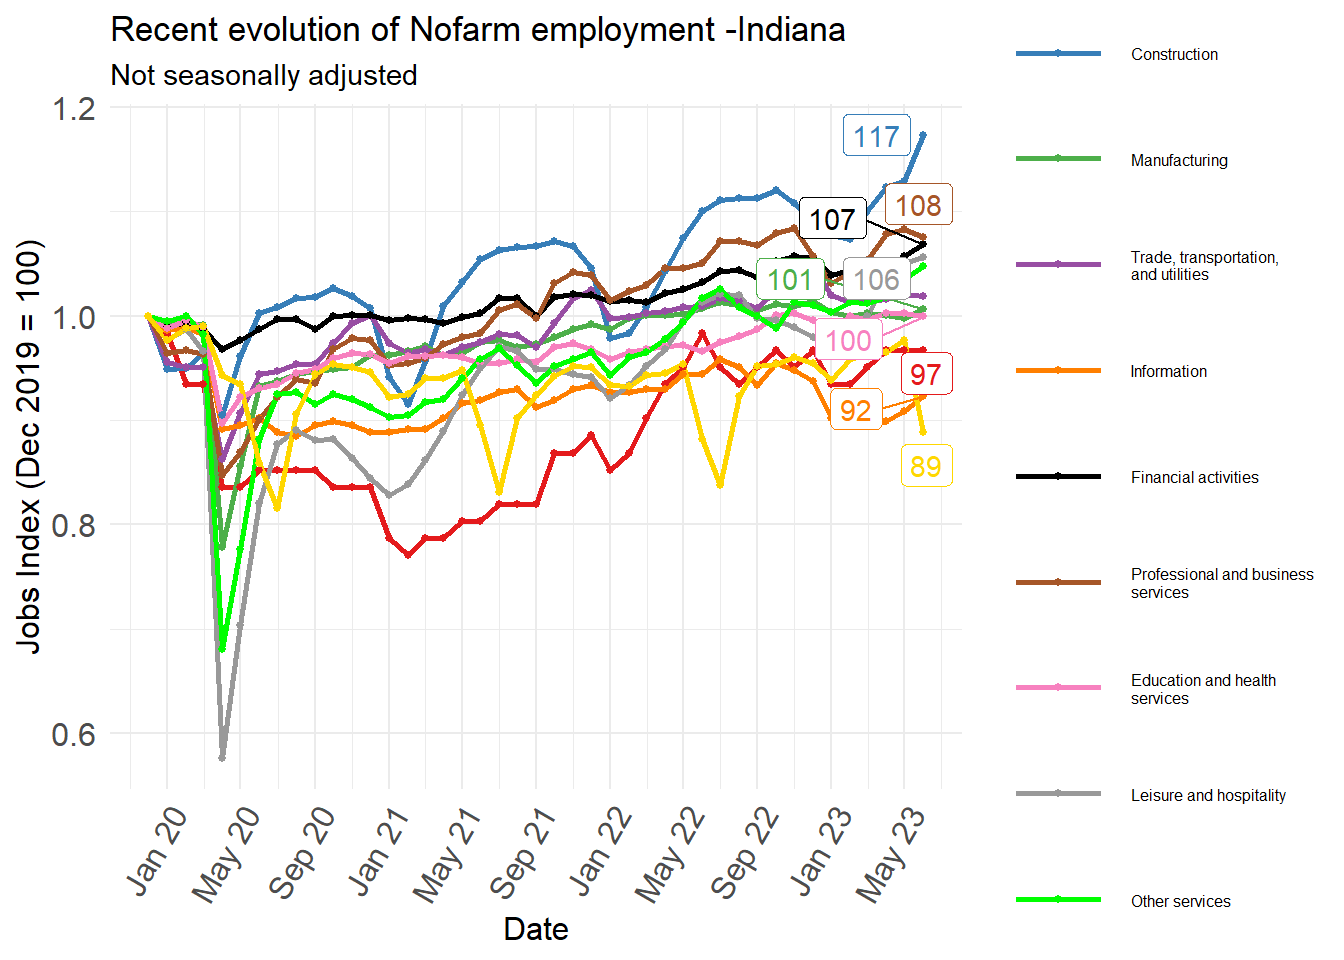 Recent evolution of Nofarm employment -Indiana
Not seasonally adjusted
Jobs Index (Dec 2019 = 100)
1.2
1.0
0.8
0.6
117
108
107
101
106
100
97
92
89
Jan 20
May 20
Sep 20
Jan 21
May 21
Sep 21
Jan 22
May 22
Sep 22
Jan 23
May 23
Date
Construction
Manufacturing
Trade, transportation,
and utilities
Information
Financial activities
Professional and business
services
Education and health
services
Leisure and hospitality
Other services